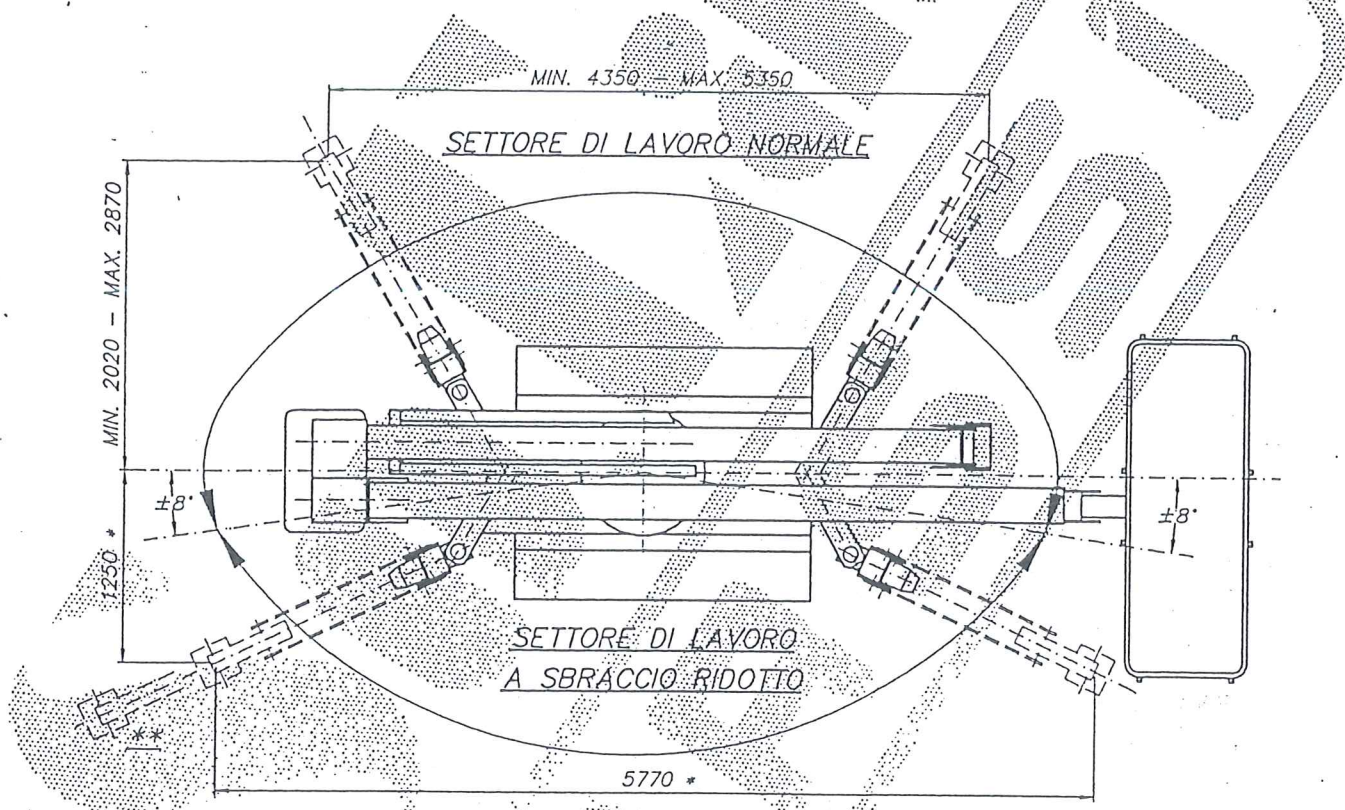 MIN. 4350 – MAX. 5350
SETTORE DI LAVORO NORMALE
MIN. 2020 – MAX. 2870
±8°
±8°
1250 *
SETTORE DI LAVORO
A SBRACCIO RIDOTTO
**
5770 *